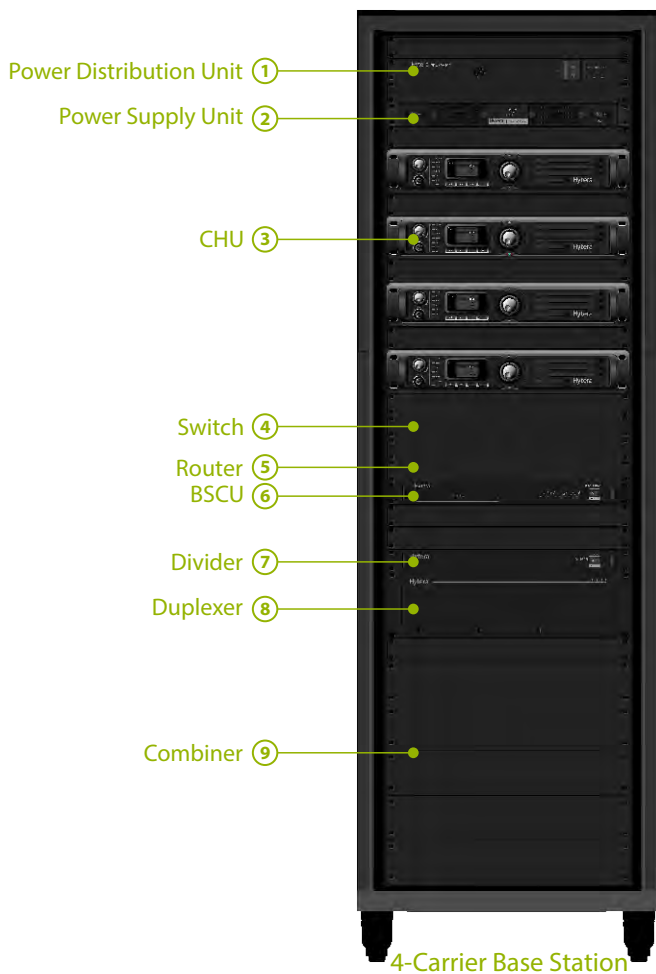 Power Distribution Unit 1
Power Supply Unit 2
Hytera
CHU 3
Hytera
Hytera
Hytera
Switch 4
Router 5
BSCU 6
Divider 7
Hytera
Duplexer 8
Combiner 9
4-Carrier Base Station